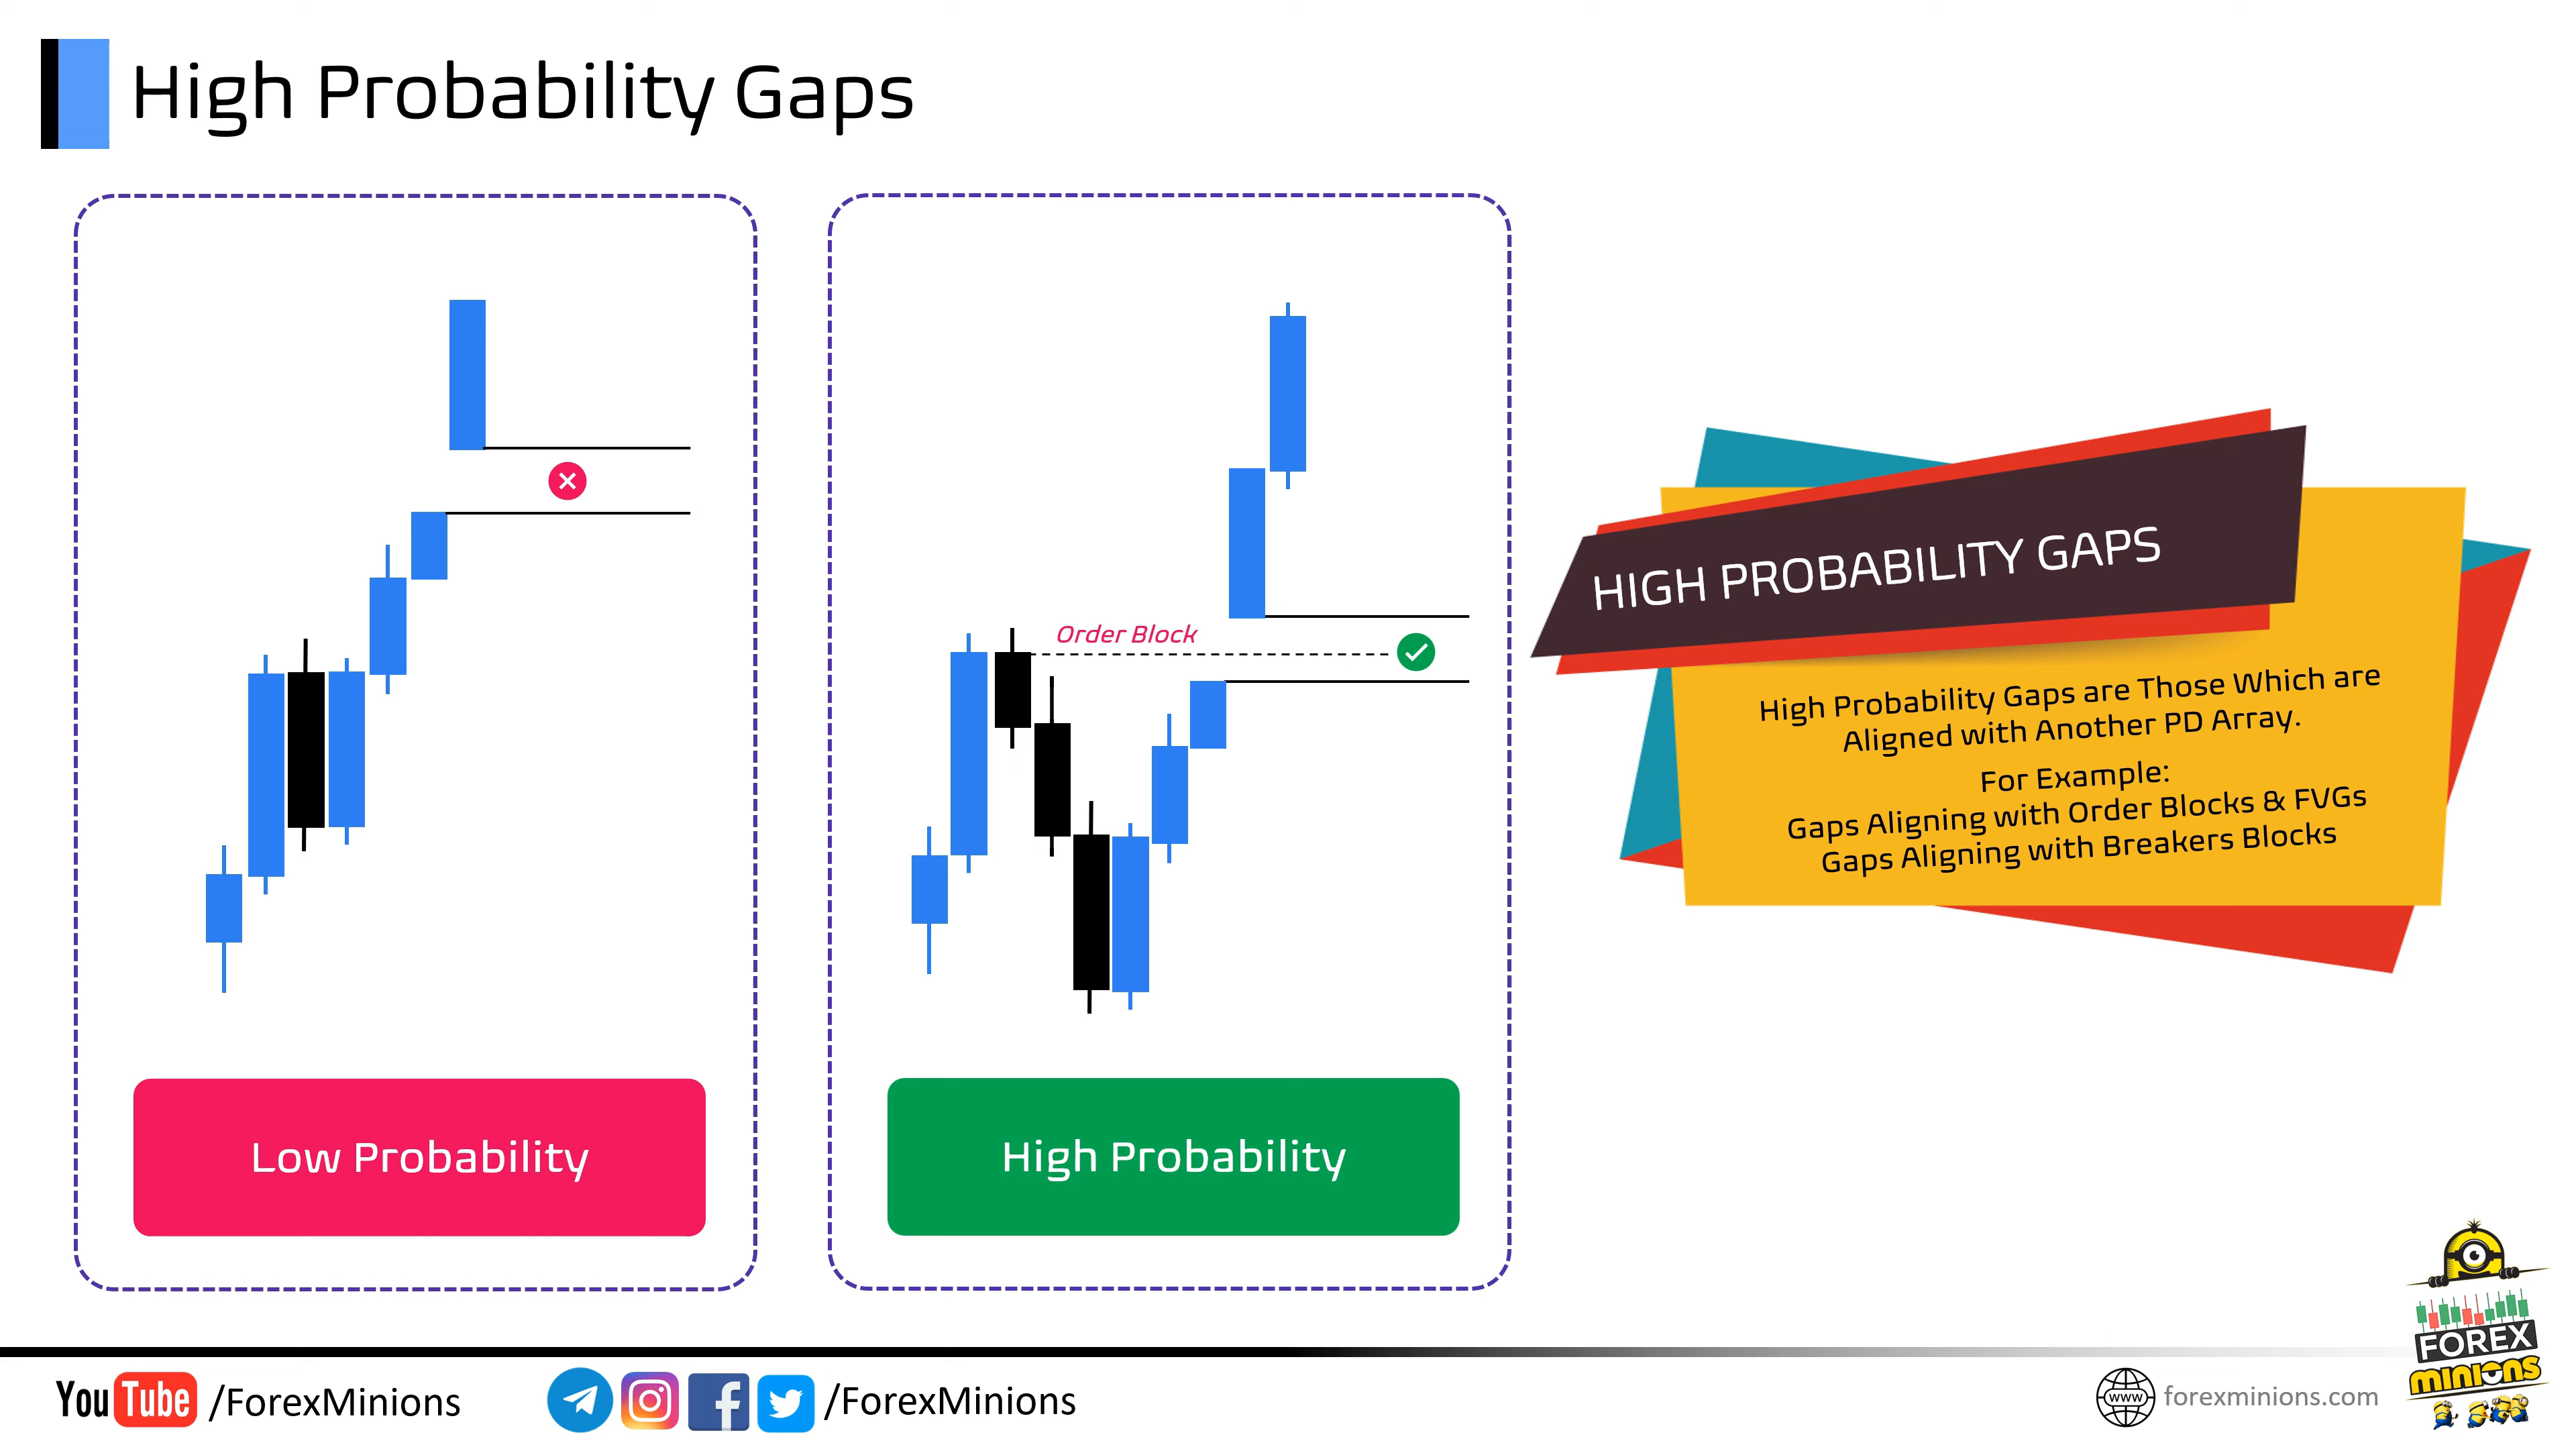 High Probability Gaps
Order Block
Low Probability
High Probability
HIGH PROBABILITY GAPS
High Probability Gaps are Those Which are
Aligned with Another PD Array.
For Example:
Gaps Aligning with Order Blocks & FVGs
Gaps Aligning with Breakers Blocks
YouTube /ForexMinions
/ForexMinions
www forexminions.com
FOREX
minions